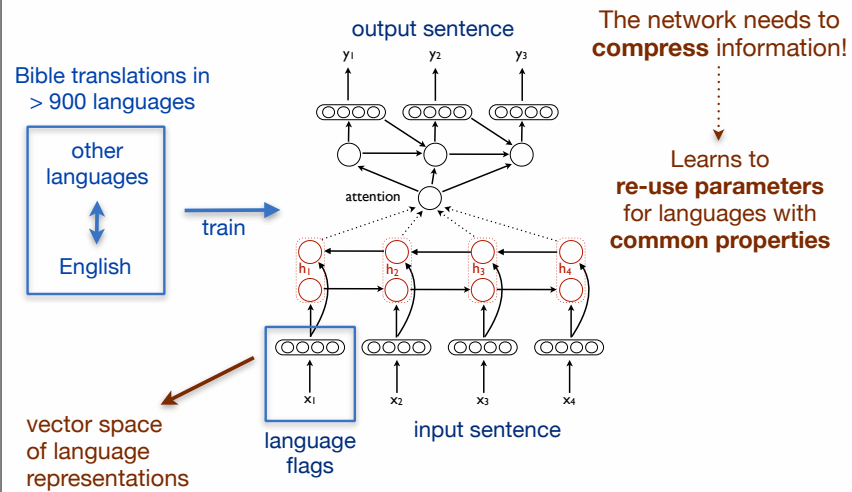 output sentence
y1 y2 y3
Bible translations in
> 900 languages
other
languages
English
train
attention
h1 h2 h3 h4
x1 x2 x3 x4
language
flags
input sentence
vector space
of language
representations
The network needs to
compress information!
Learns to
re-use parameters
for languages with
common properties